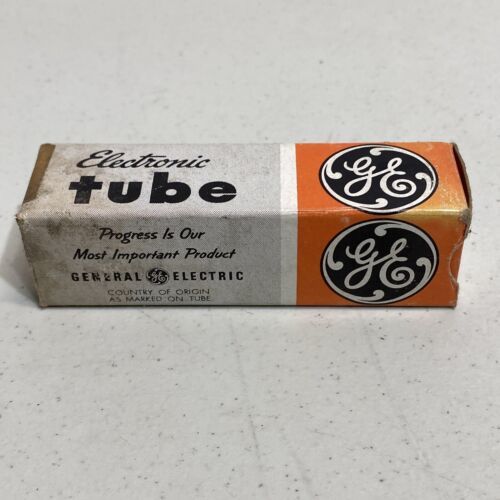 Electronic
tube
GE
Progress Is Our
Most Important Product
GENERAL GE ELECTRIC
COUNTRY OF ORIGIN
AS MARKED ON TUBE
GE